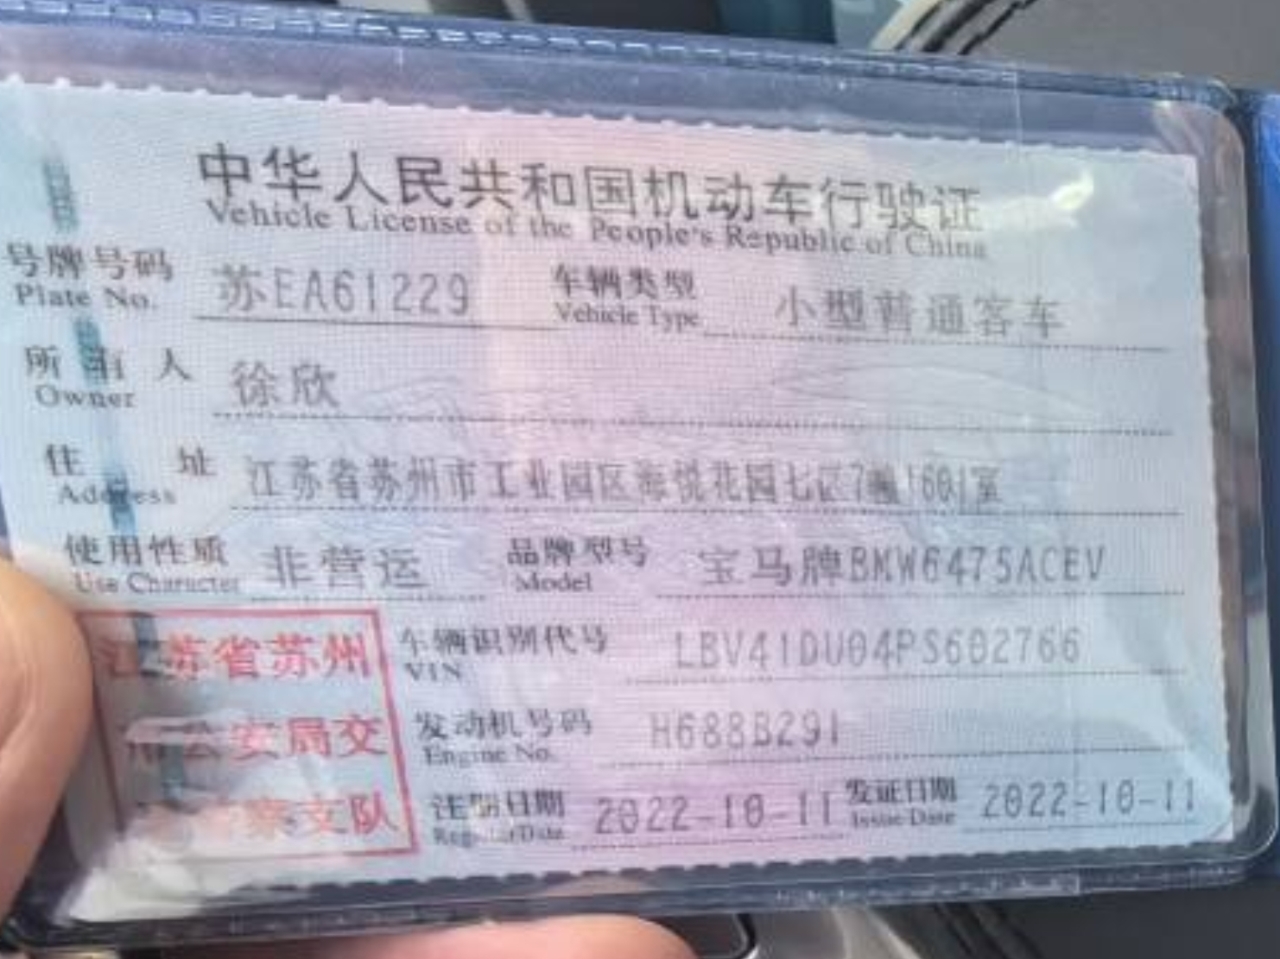 中华人民共和国机动车行驶证
Vehicle License of the People's Republic of China
号牌号码 苏EA61229 车辆类型 小型普通客车
Plate No. Vehicle Type
所有人 徐欣
Owner
住址 江苏省苏州市工业园区海悦花园七区7幢1601室
Address
使用性质 非营运 品牌型号 宝马牌BMW6475ACEV
Use Character Model
江苏省苏州 车辆识别代号 LBV41DU04PS602766
VIN
市公安局交 发动机号码 H688B291
Engine No.
警察支队 注册日期 2022-10-11 发证日期 2022-10-11
Register Date Issue Date